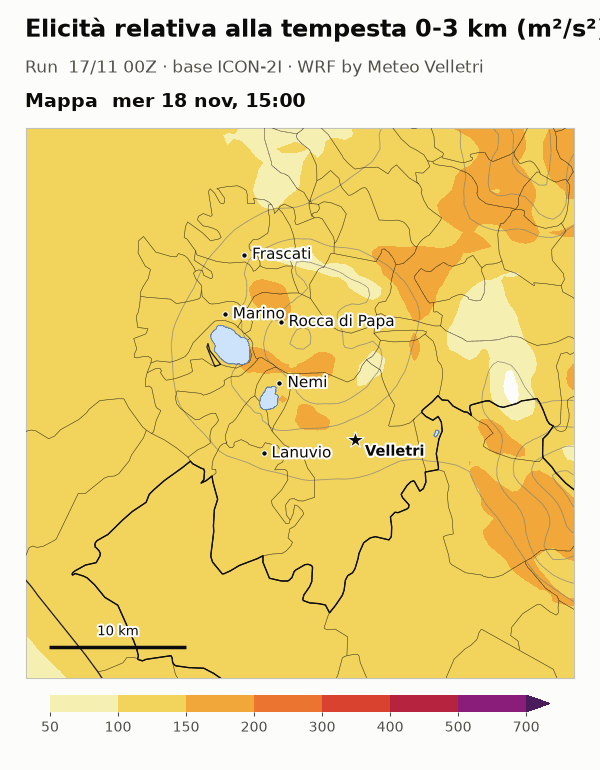 Elicità relativa alla tempesta 0-3 km (m²/s²)
Run 17/11 00Z · base ICON-2I · WRF by Meteo Velletri
Mappa mer 18 nov, 15:00
Frascati
Marino
Rocca di Papa
Nemi
Velletri
Lanuvio
10 km
50 100 150 200 300 400 500 700